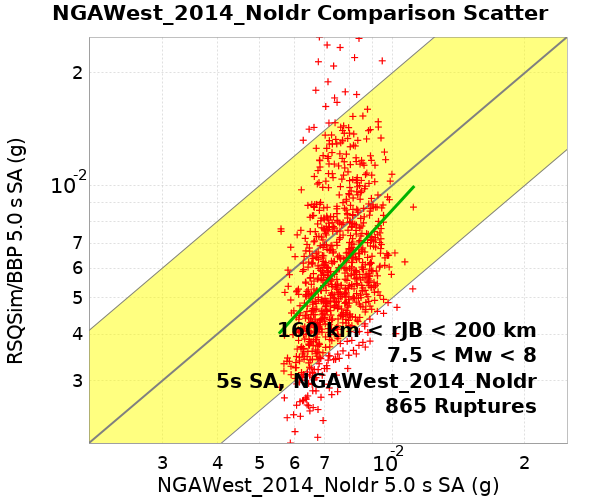 NGAWest_2014_NoIdr Comparison Scatter
RSQSim/BBP 5.0 s SA (g)
2
10-2
7
6
5
4
3
160 km < rJB < 200 km
7.5 < Mw < 8
5s SA, NGAWest_2014_NoIdr
865 Ruptures
3 4 5 6 7 10-2 2
NGAWest_2014_NoIdr 5.0 s SA (g)